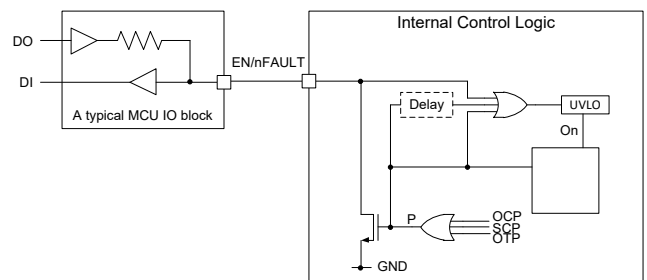 Internal Control Logic
DO
DI
EN/nFAULT
A typical MCU IO block
Delay
UVLO
On
P
OCP
SCP
OTP
GND